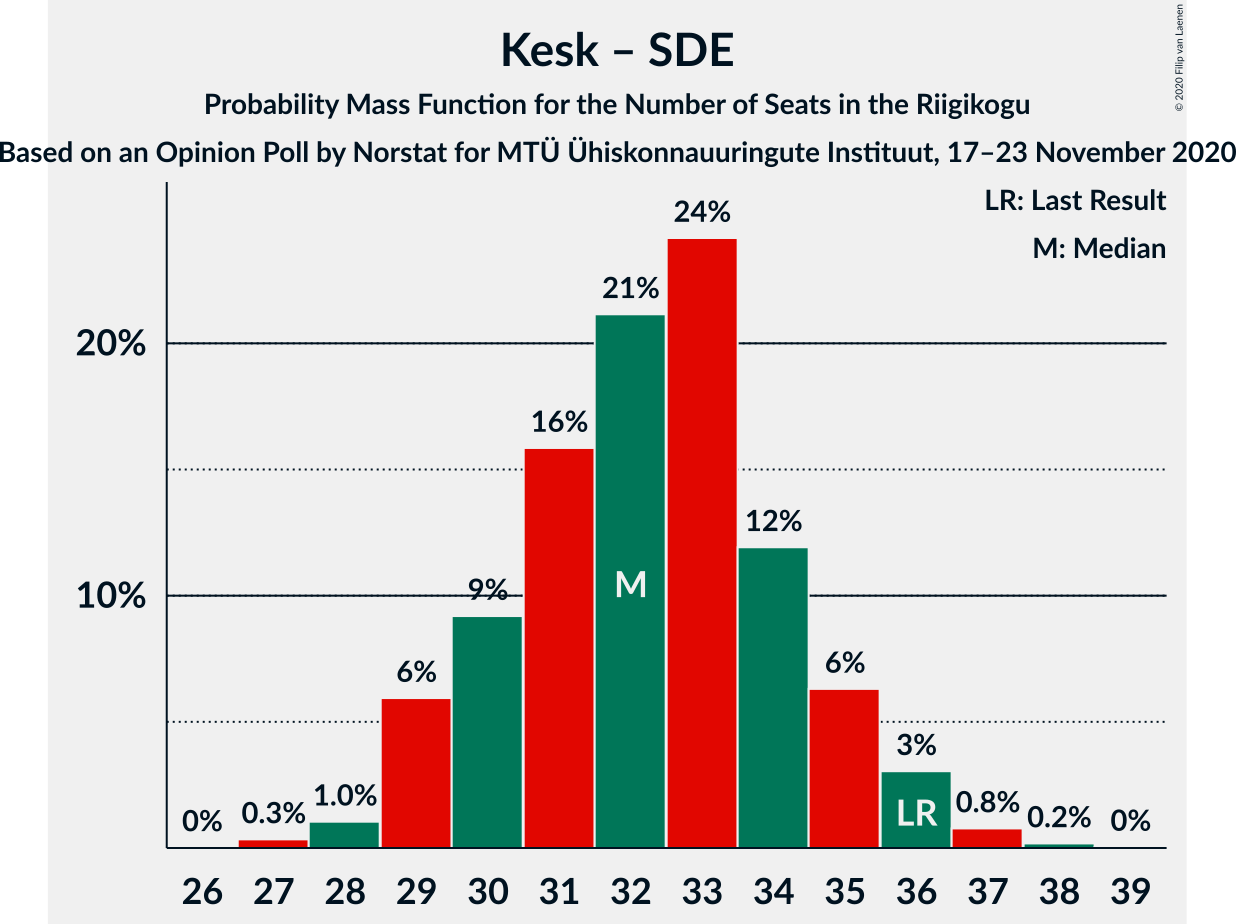 Kesk – SDE
Probability Mass Function for the Number of Seats in the Riigikogu
Based on an Opinion Poll by Norstat for MTÜ Ühiskonnauuringute Instituut, 17–23 November 2020
© 2020 Filip van Laenen
LR: Last Result
M: Median
24%
21%
20%
16%
12%
10%
9%
M
6%
6%
3%
1.0%
0%
0.3%
LR
0.8%
0.2%
0%
26 27 28 29 30 31 32 33 34 35 36 37 38 39